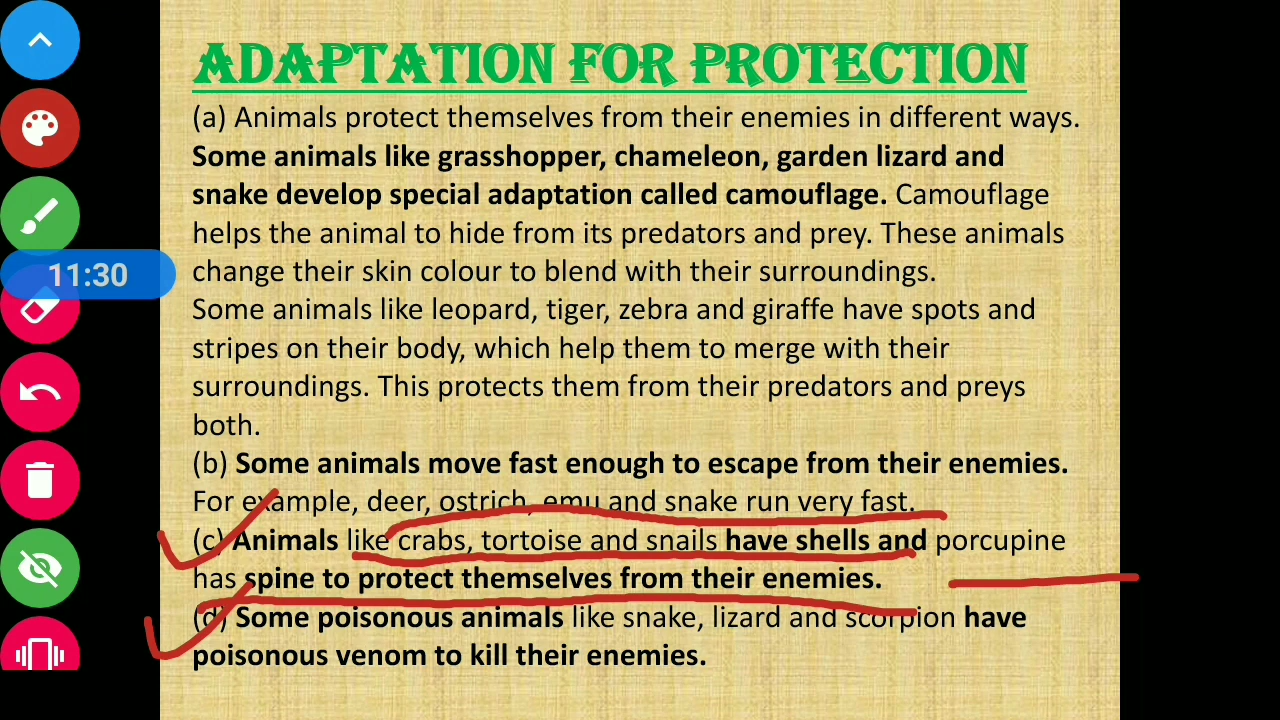 ADAPTATION FOR PROTECTION
(a) Animals protect themselves from their enemies in different ways.
Some animals like grasshopper, chameleon, garden lizard and
snake develop special adaptation called camouflage. Camouflage
helps the animal to hide from its predators and prey. These animals
change their skin colour to blend with their surroundings.
11:30
Some animals like leopard, tiger, zebra and giraffe have spots and
stripes on their body, which help them to merge with their
surroundings. This protects them from their predators and preys
both.
(b) Some animals move fast enough to escape from their enemies.
For example, deer, ostrich, emu and snake run very fast.
(c) Animals like crabs, tortoise and snails have shells and porcupine
has spine to protect themselves from their enemies.
(d) Some poisonous animals like snake, lizard and scorpion have
poisonous venom to kill their enemies.